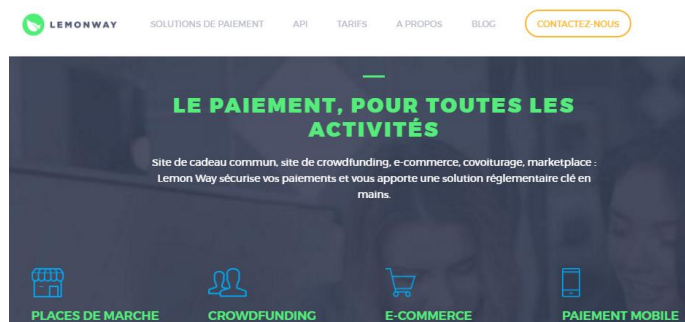 LEMONWAY SOLUTIONS DE PAIEMENT API TARIFS A PROPOS BLOG CONTACTEZ-NOUS
LE PAIEMENT, POUR TOUTES LES
ACTIVITÉS
Site de cadeau commun, site de crowdfunding, e-commerce, covoiturage, marketplace :
Lemon Way sécurise vos paiements et vous apporte une solution réglementaire clé en
mains.
PLACES DE MARCHE CROWDFUNDING E-COMMERCE PAIEMENT MOBILE